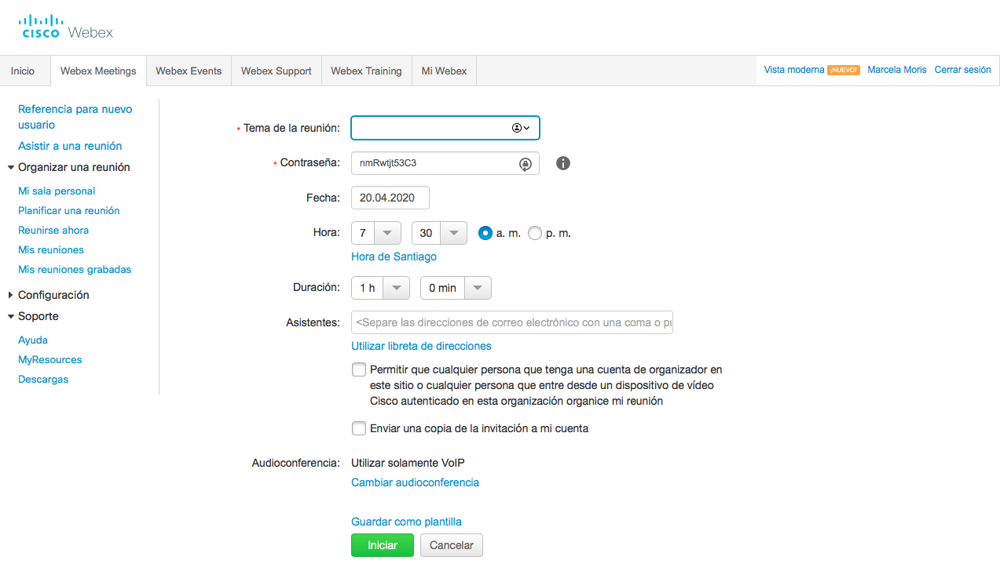 cisco Webex
Inicio Webex Meetings Webex Events Webex Support Webex Training Mi Webex Vista moderna ¡NUEVO! Marcela Moris Cerrar sesión
Referencia para nuevo
usuario
Asistir a una reunión
Organizar una reunión
Mi sala personal
Planificar una reunión
Reunirse ahora
Mis reuniones
Mis reuniones grabadas
Configuración
Soporte
Ayuda
MyResources
Descargas
* Tema de la reunión:
* Contraseña: nmRwtjt53C3
Fecha: 20.04.2020
Hora: 7 30 a. m. p. m.
Hora de Santiago
Duración: 1 h 0 min
Asistentes: <Separe las direcciones de correo electrónico con una coma o pu
Utilizar libreta de direcciones
Permitir que cualquier persona que tenga una cuenta de organizador en
este sitio o cualquier persona que entre desde un dispositivo de vídeo
Cisco autenticado en esta organización organice mi reunión
Enviar una copia de la invitación a mi cuenta
Audioconferencia: Utilizar solamente VoIP
Cambiar audioconferencia
Guardar como plantilla
Iniciar Cancelar